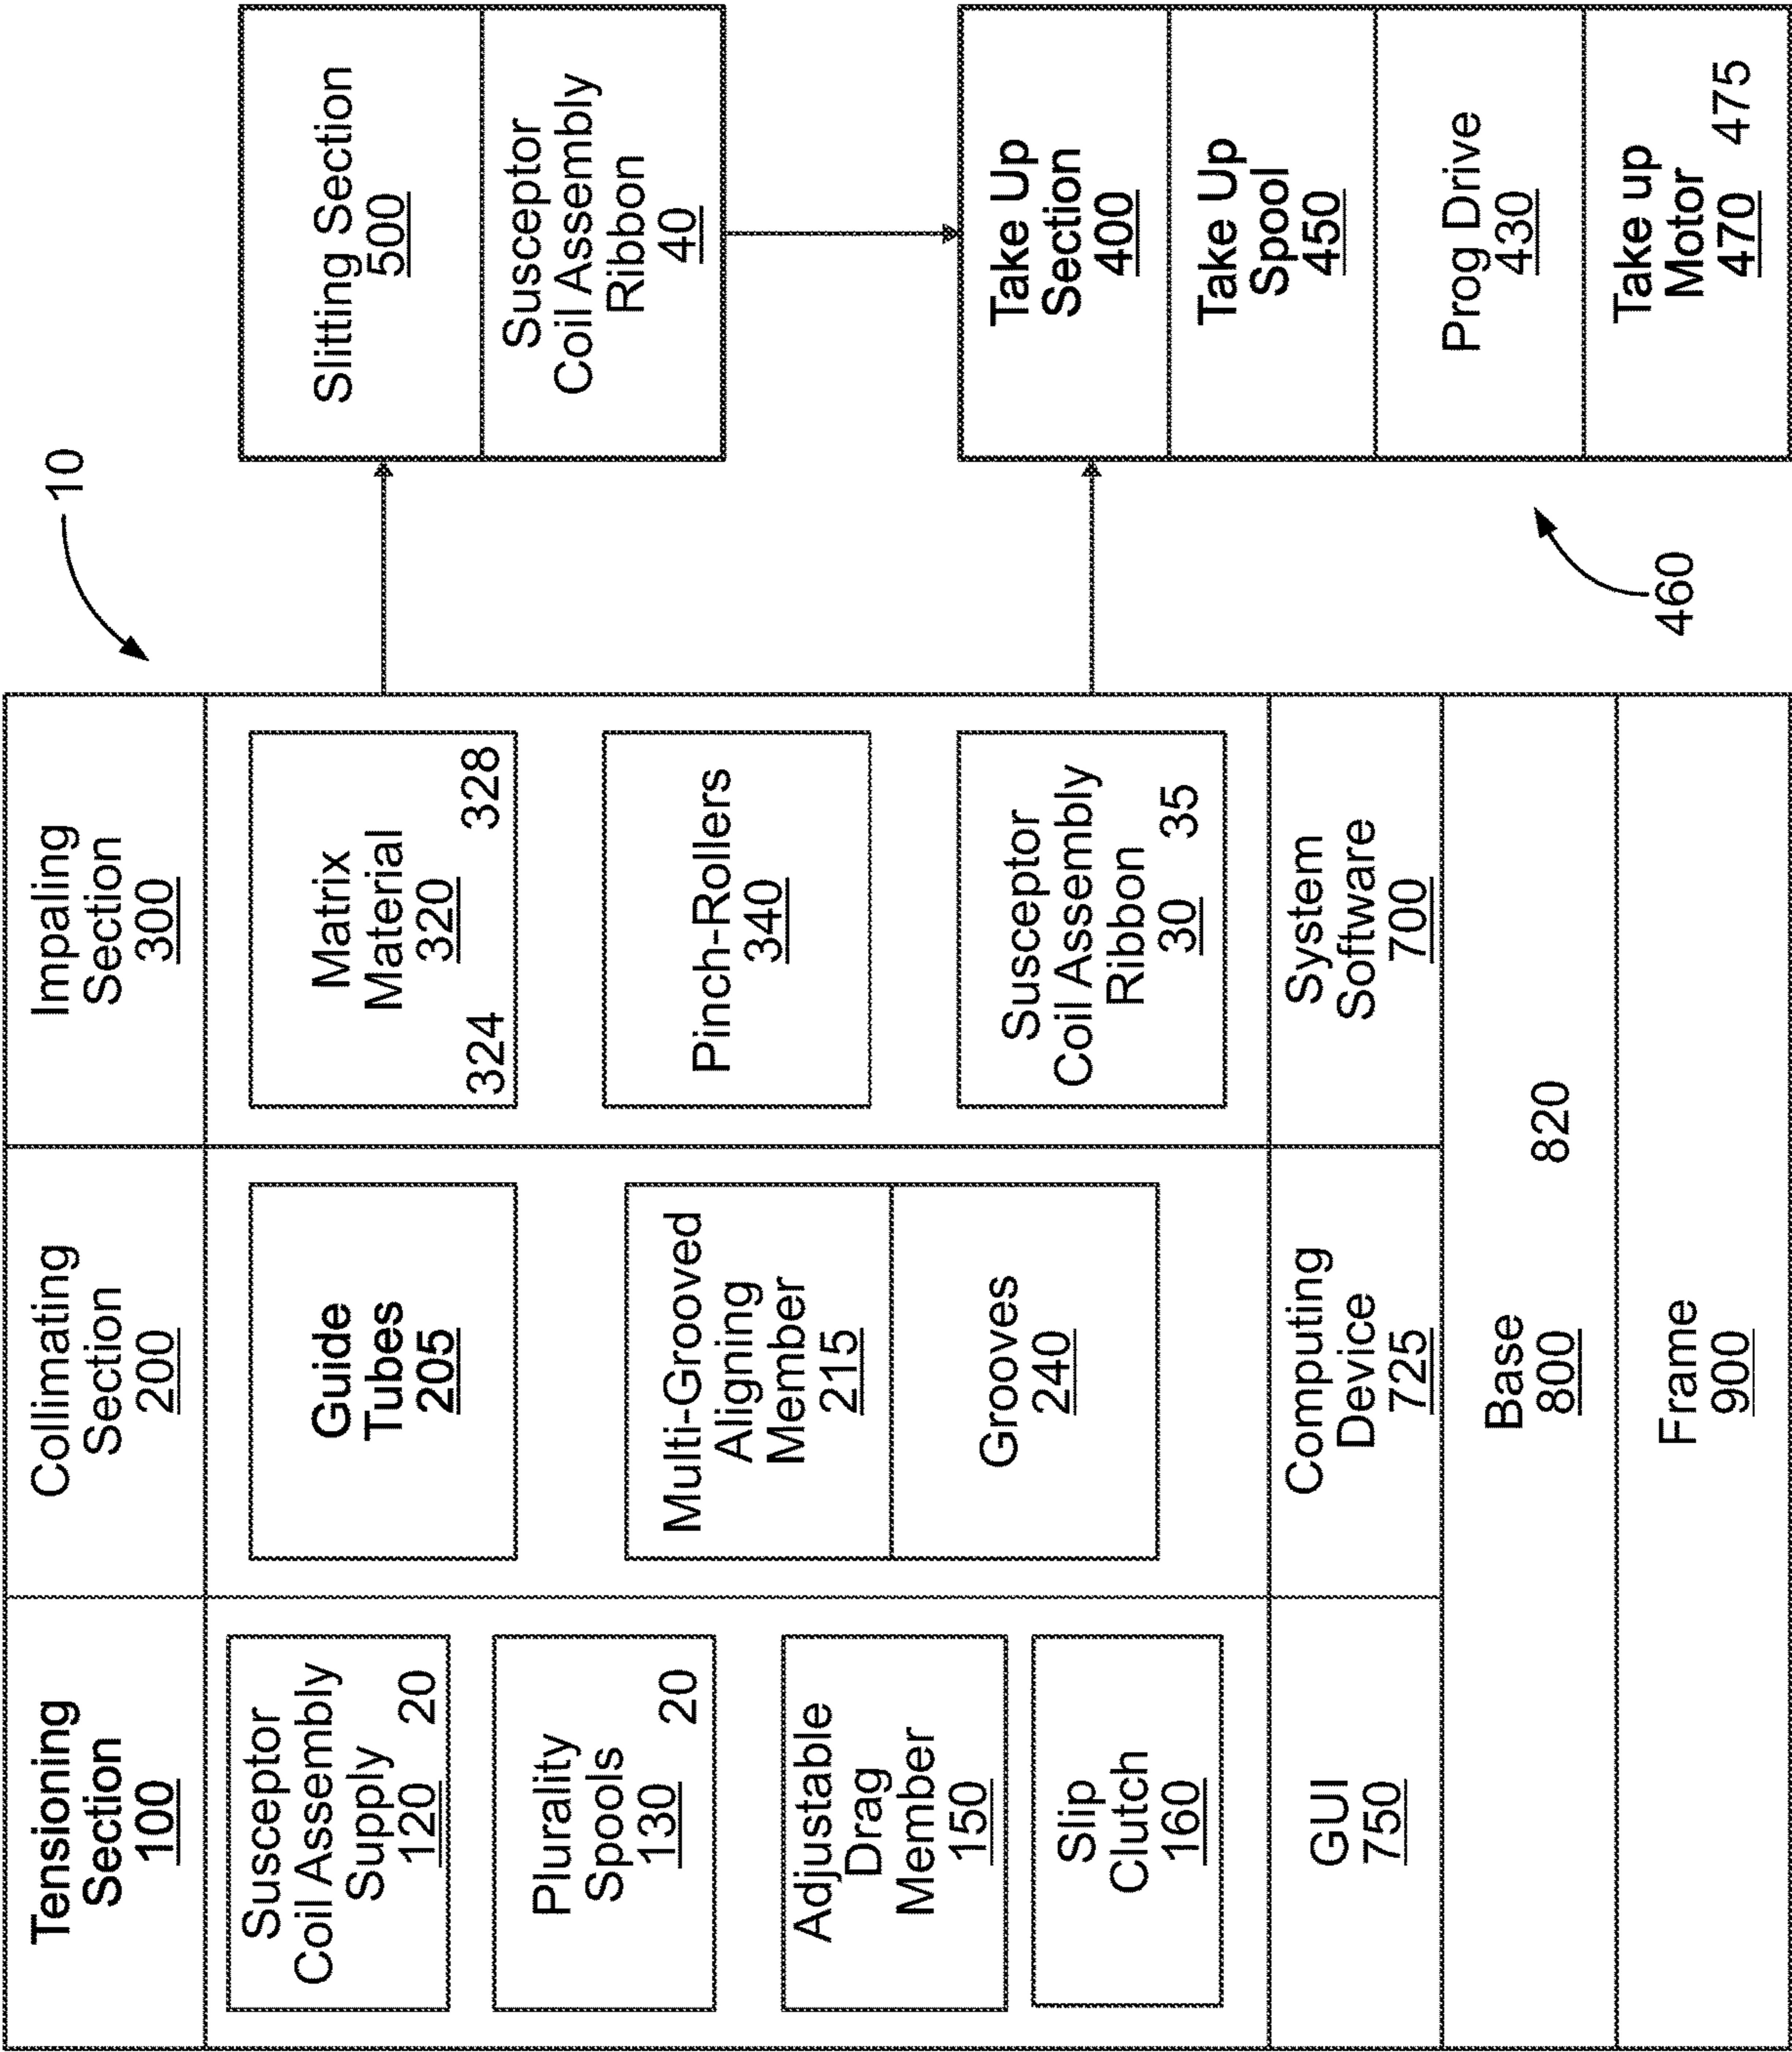 10
Tensioning
Section
100
Collimating
Section
200
Impaling
Section
300
Susceptor
Coil Assembly
Supply
120 20
Plurality
Spools
130 20
Adjustable
Drag
Member
150
Slip
Clutch
160
Guide
Tubes
205
Multi-Grooved
Aligning
Member
215
Grooves
240
Matrix
Material
320
324 328
Pinch-Rollers
340
Susceptor
Coil Assembly
Ribbon
30 35
GUI
750
Computing
Device
725
System
Software
700
Base
800
820
Frame
900
Slitting Section
500
Susceptor
Coil Assembly
Ribbon
40
Take Up
Section
400
Take Up
Spool
450
Prog Drive
430
Take up
Motor
470 475
460